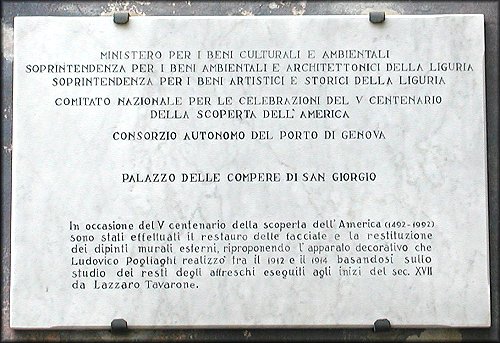 MINISTERO PER I BENI CULTURALI E AMBIENTALI
SOPRINTENDENZA PER I BENI AMBIENTALI E ARCHITETTONICI DELLA LIGURIA
SOPRINTENDENZA PER I BENI ARTISTICI E STORICI DELLA LIGURIA
COMITATO NAZIONALE PER LE CELEBRAZIONI DEL V CENTENARIO
DELLA SCOPERTA DELL'AMERICA
CONSORZIO AUTONOMO DEL PORTO DI GENOVA
PALAZZO DELLE COMPERE DI SAN GIORGIO
In occasione del V centenario della scoperta dell'America (1492-1992)
sono stati effettuati il restauro delle facciate e la restituzione
dei dipinti murali esterni, riproponendo l'apparato decorativo che
Ludovico Pogliaghi realizzò tra il 1912 e il 1914 basandosi sullo
studio dei resti degli affreschi eseguiti agli inizi del sec. XVII
da Lazzaro Tavarone.